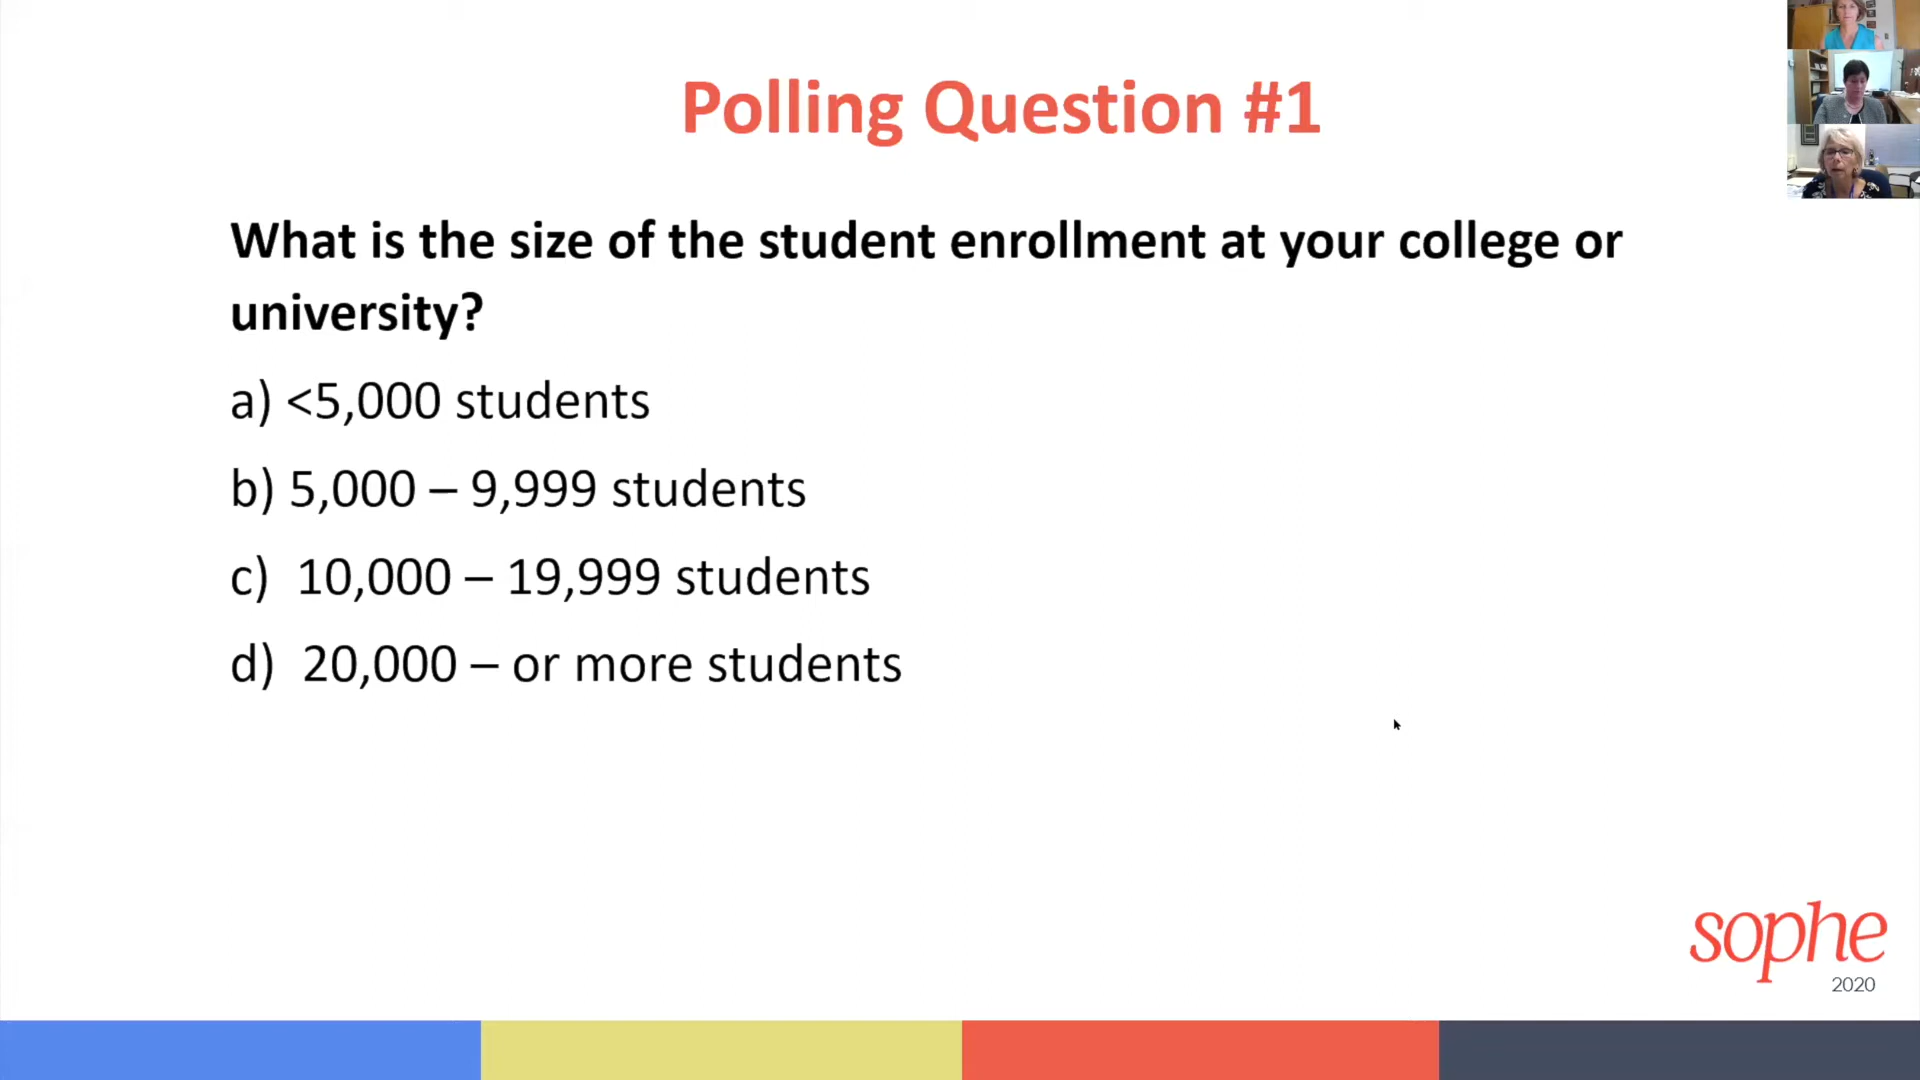 Polling Question #1
What is the size of the student enrollment at your college or
university?
a) <5,000 students
b) 5,000 – 9,999 students
c)  10,000 – 19,999 students
d)  20,000 – or more students
sophe
2020